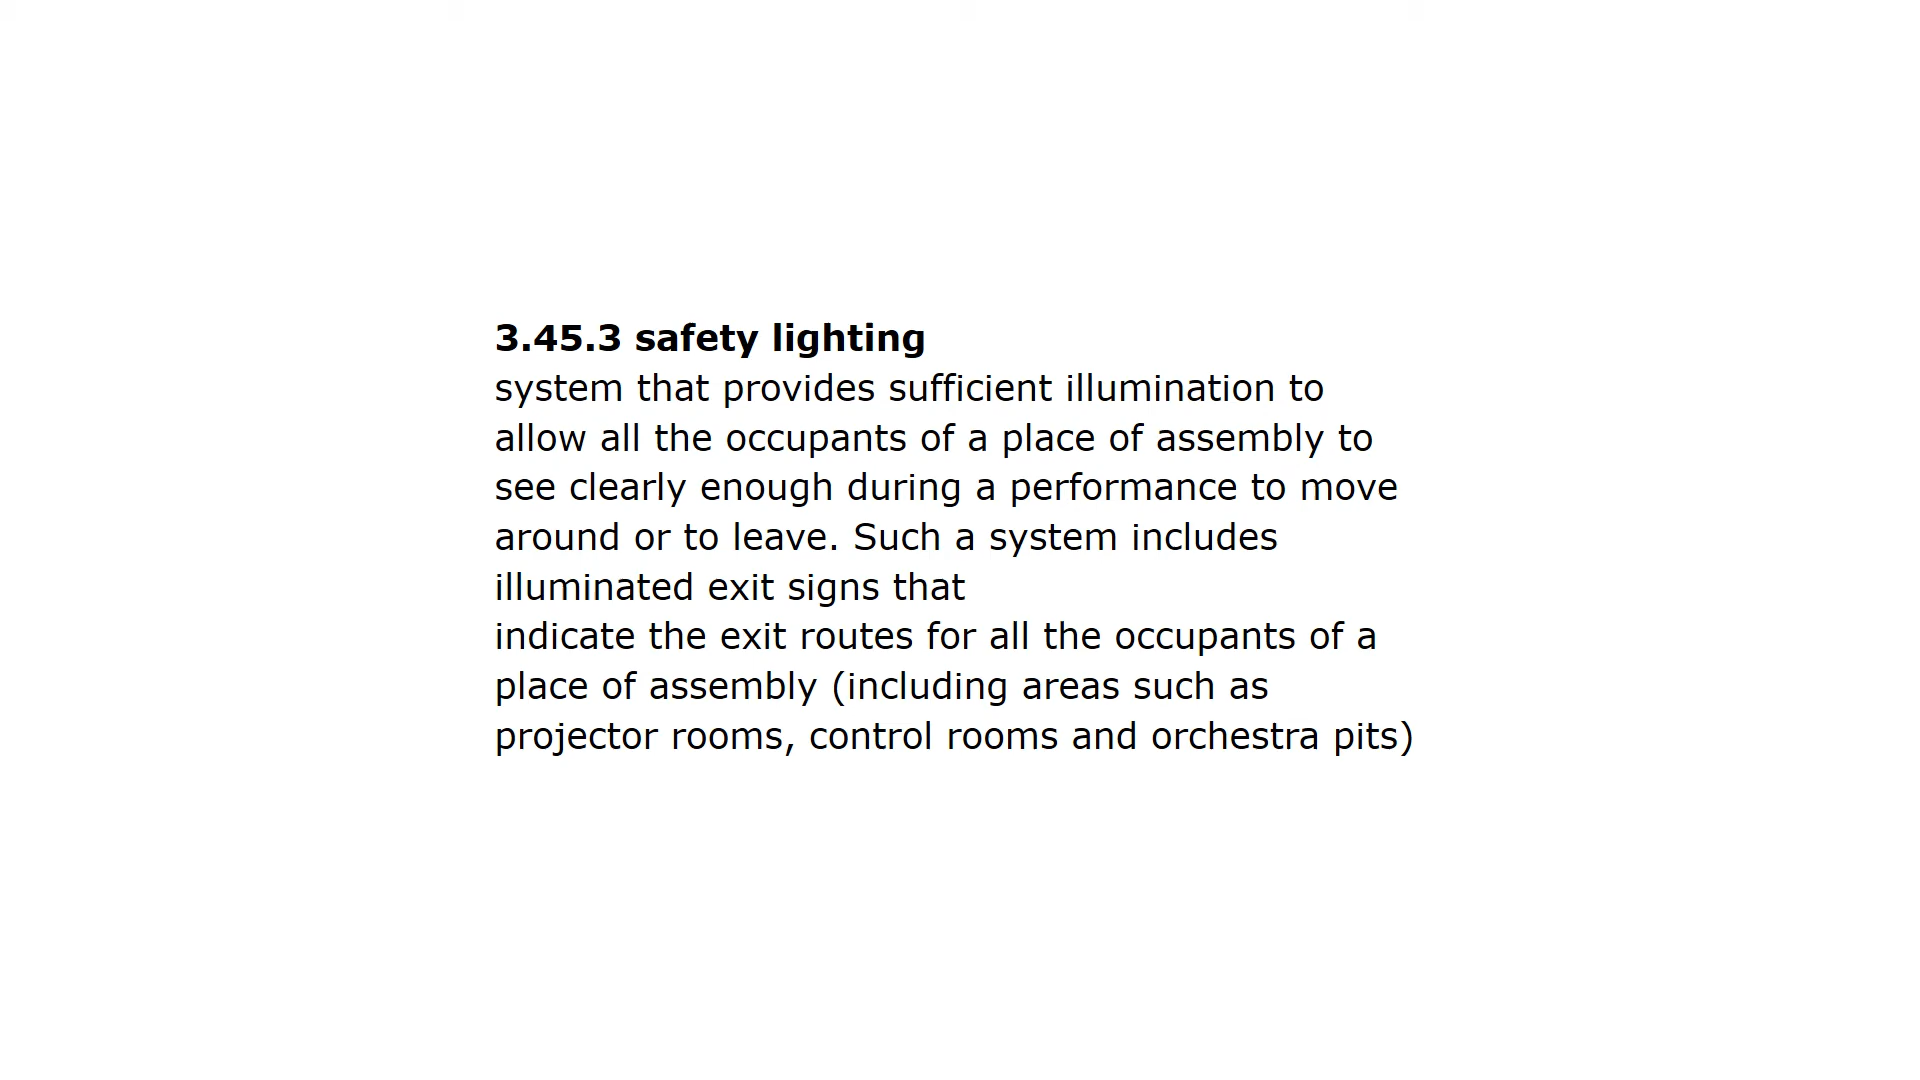 3.45.3 safety lighting
system that provides sufficient illumination to
allow all the occupants of a place of assembly to
see clearly enough during a performance to move
around or to leave. Such a system includes
illuminated exit signs that
indicate the exit routes for all the occupants of a
place of assembly (including areas such as
projector rooms, control rooms and orchestra pits)